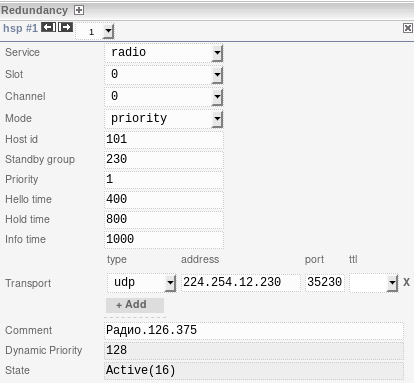 Redundancy
hsp #1 1
Service radio
Slot 0
Channel 0
Mode priority
Host id 101
Standby group 230
Priority 1
Hello time 400
Hold time 800
Info time 1000
type address port ttl
Transport udp 224.254.12.230 35230 X
+ Add
Comment Радио.126.375
Dynamic Priority 128
State Active(16)